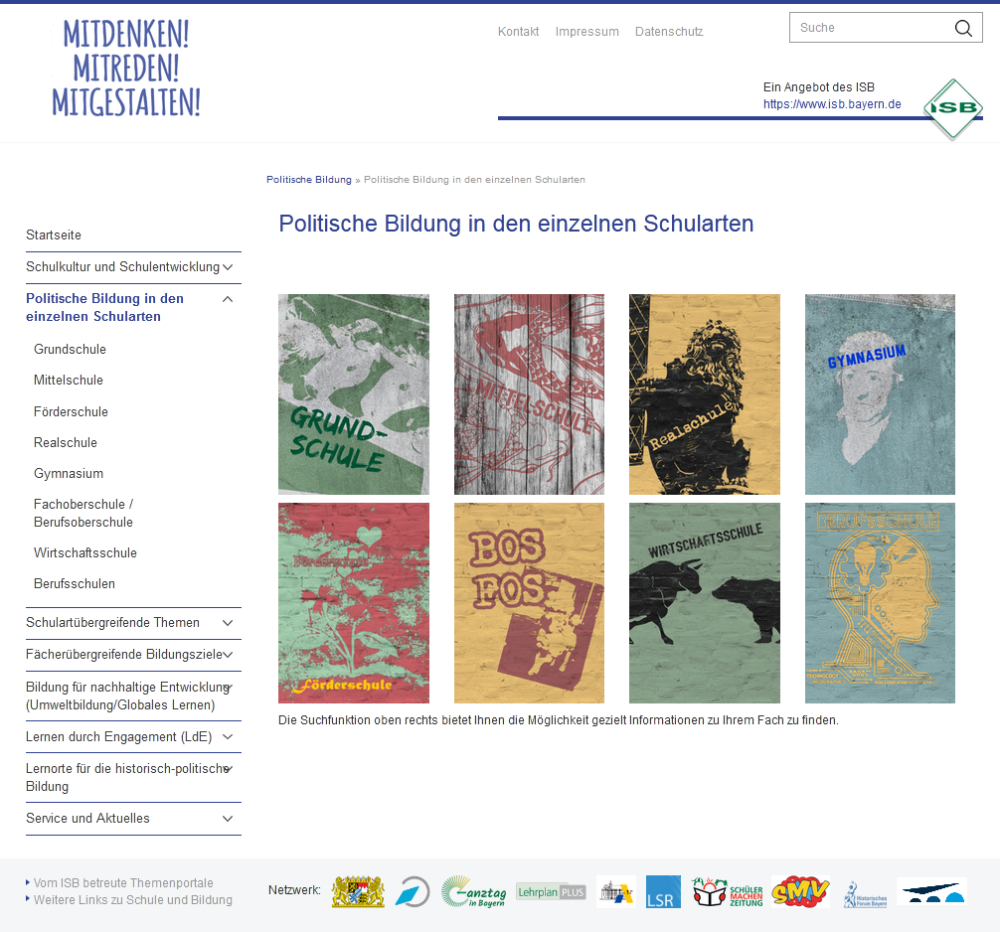 MITDENKEN!
MITREDEN!
MITGESTALTEN!
Kontakt Impressum Datenschutz
Suche
Ein Angebot des ISB
https://www.isb.bayern.de
ISB
Politische Bildung » Politische Bildung in den einzelnen Schularten
Politische Bildung in den einzelnen Schularten
Startseite
Schulkultur und Schulentwicklung
Politische Bildung in den
einzelnen Schularten
Grundschule
Mittelschule
Förderschule
Realschule
Gymnasium
Fachoberschule /
Berufsoberschule
Wirtschaftsschule
Berufsschulen
Schulartübergreifende Themen
Fächerübergreifende Bildungsziele
Bildung für nachhaltige Entwicklung
(Umweltbildung/Globales Lernen)
Lernen durch Engagement (LdE)
Lernorte für die historisch-politische
Bildung
Service und Aktuelles
GRUND-
SCHULE
MITTELSCHULE
Realschule
GYMNASIUM
Förderschule
Förderschule
BOS
FOS
WIRTSCHAFTSSCHULE
BERUFSSCHULE
Die Suchfunktion oben rechts bietet Ihnen die Möglichkeit gezielt Informationen zu Ihrem Fach zu finden.
Vom ISB betreute Themenportale
Weitere Links zu Schule und Bildung
Netzwerk:
Ganztag
in Bayern
Lehrplan PLUS
LSR
SCHÜLER
MACHEN
ZEITUNG
SMV
Historisches
Forum Bayern